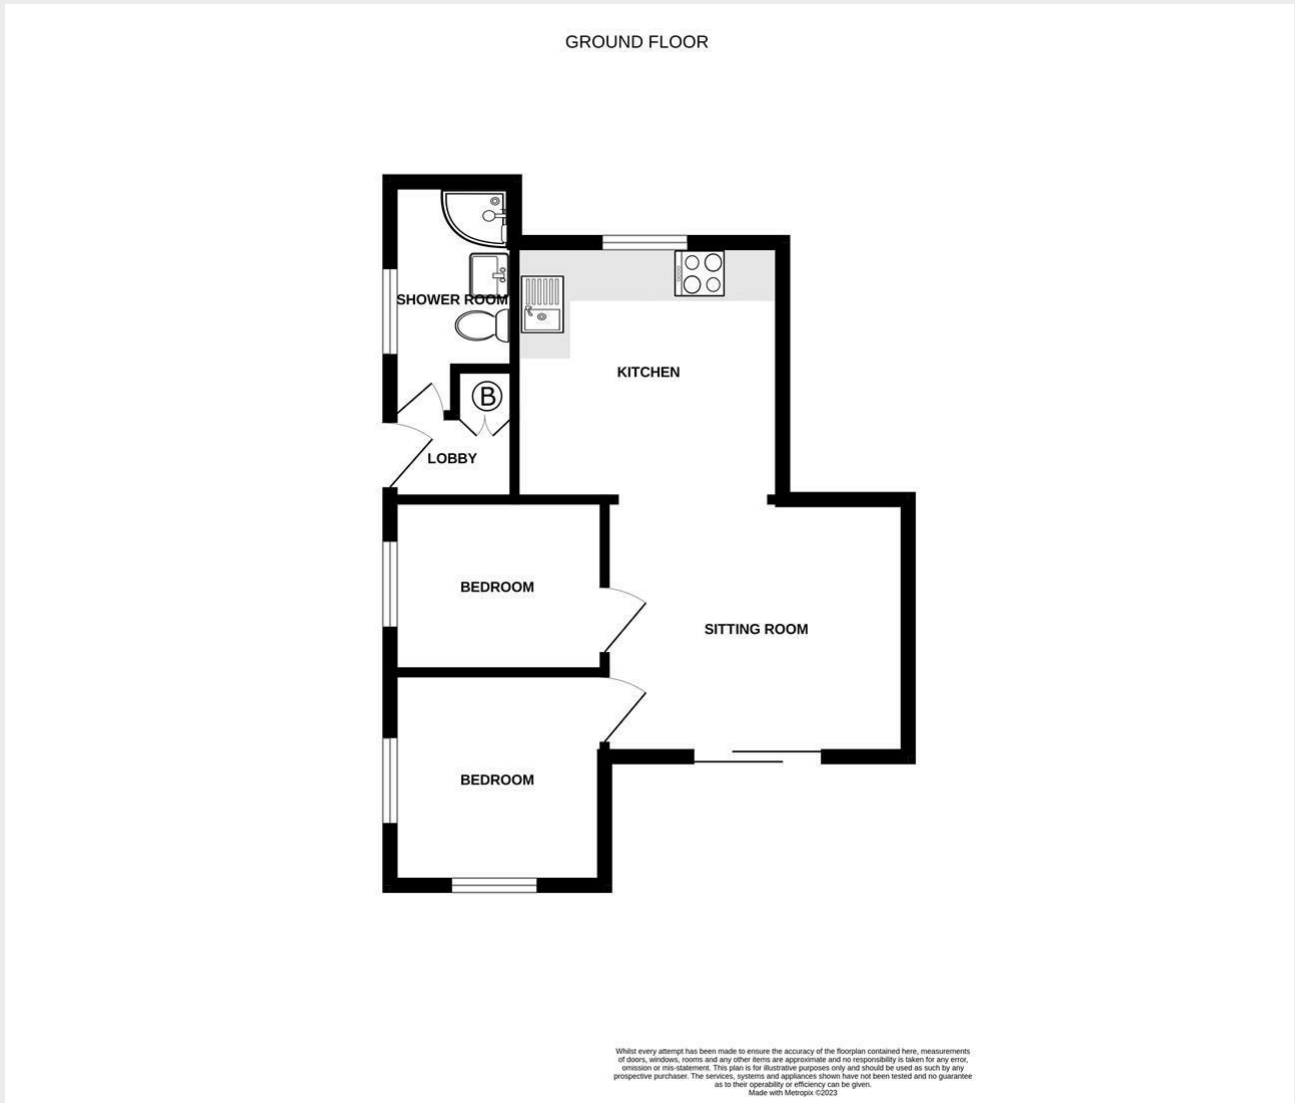 GROUND FLOOR
SHOWER ROOM
KITCHEN
B
LOBBY
BEDROOM
SITTING ROOM
BEDROOM
Whilst every attempt has been made to ensure the accuracy of the floorplan contained here, measurements
of doors, windows, rooms and any other items are approximate and no responsibility is taken for any error,
omission or mis-statement. This plan is for illustrative purposes only and should be used as such by any
prospective purchaser. The services, systems and appliances shown have not been tested and no guarantee
as to their operability or efficiency can be given.
Made with Metropix ©2023